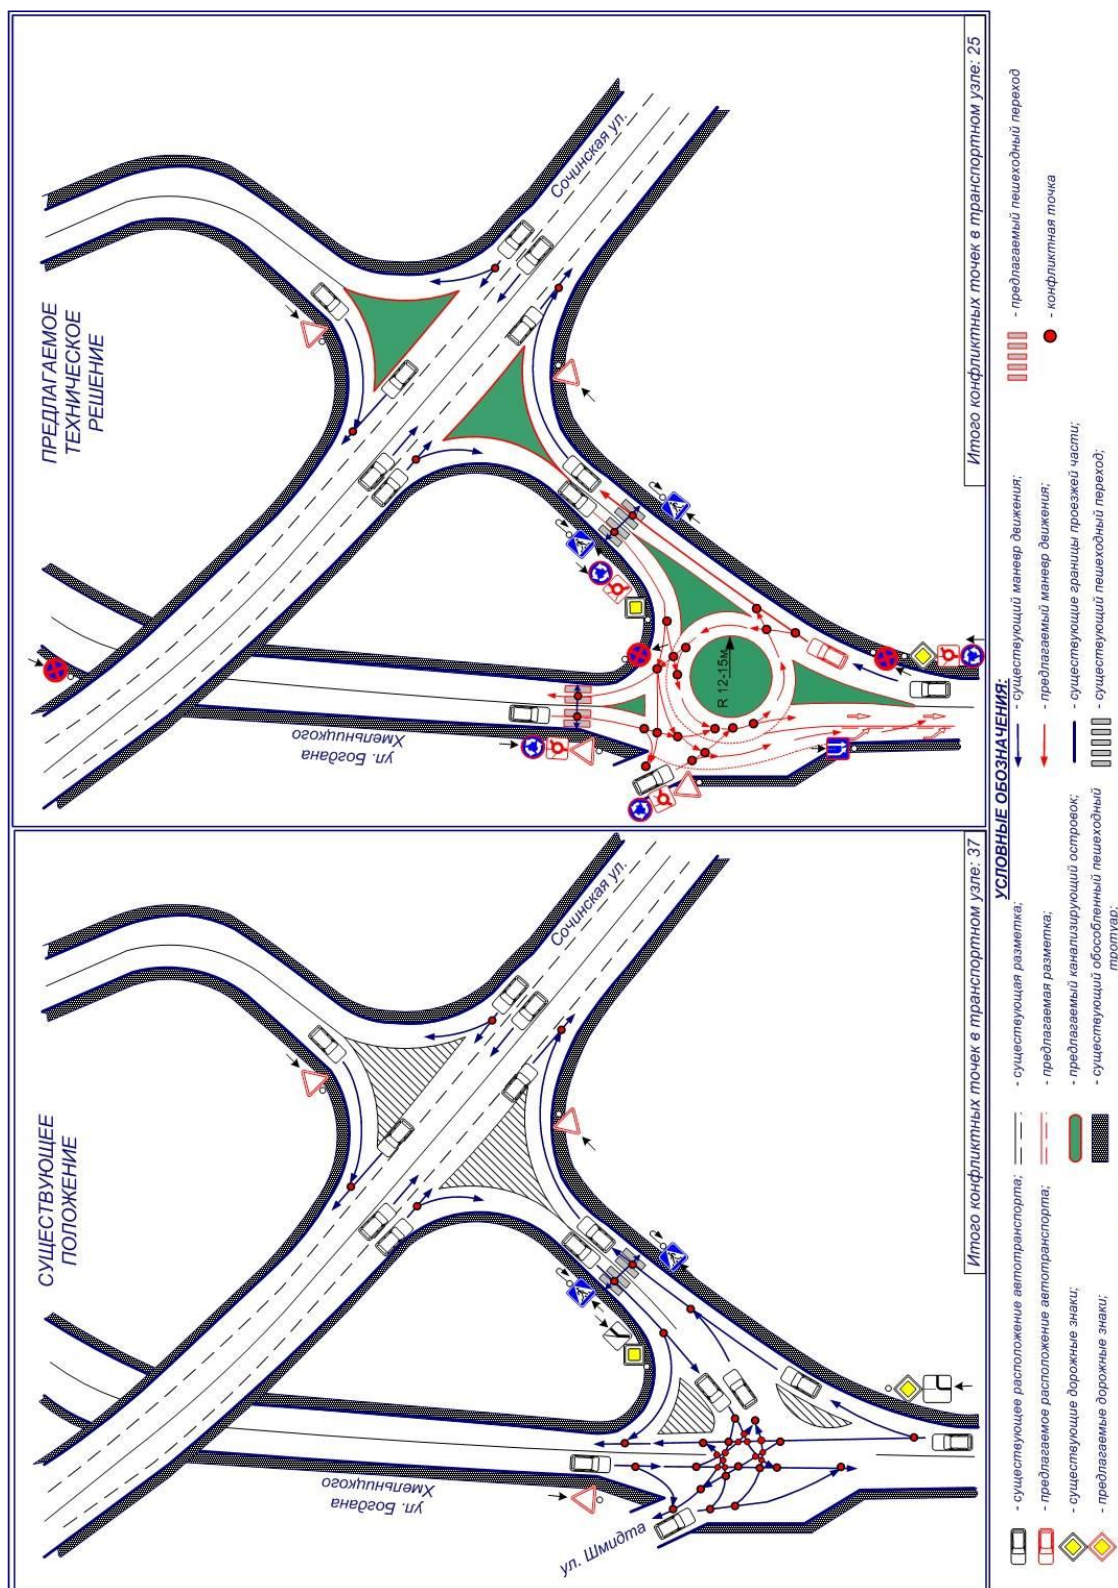 СУЩЕСТВУЮЩЕЕ
ПОЛОЖЕНИЕ
Сочинская ул.
ул. Богдана
Хмельницкого
ул. Шмидта
Итого конфликтных точек в транспортном узле: 37
ПРЕДЛАГАЕМОЕ
ТЕХНИЧЕСКОЕ
РЕШЕНИЕ
Сочинская ул.
ул. Богдана
Хмельницкого
R 12-15м
Итого конфликтных точек в транспортном узле: 25
УСЛОВНЫЕ ОБОЗНАЧЕНИЯ:
- существующее расположение автотранспорта;
- предлагаемое расположение автотранспорта;
- существующие дорожные знаки;
- предлагаемые дорожные знаки;
- существующая разметка;
- предлагаемая разметка;
- предлагаемый канализирующий островок;
- существующий обособленный пешеходный
тротуар;
- существующий маневр движения;
- предлагаемый маневр движения;
- существующие границы проезжей части;
- существующий пешеходный переход;
- предлагаемый пешеходный переход
- конфликтная точка